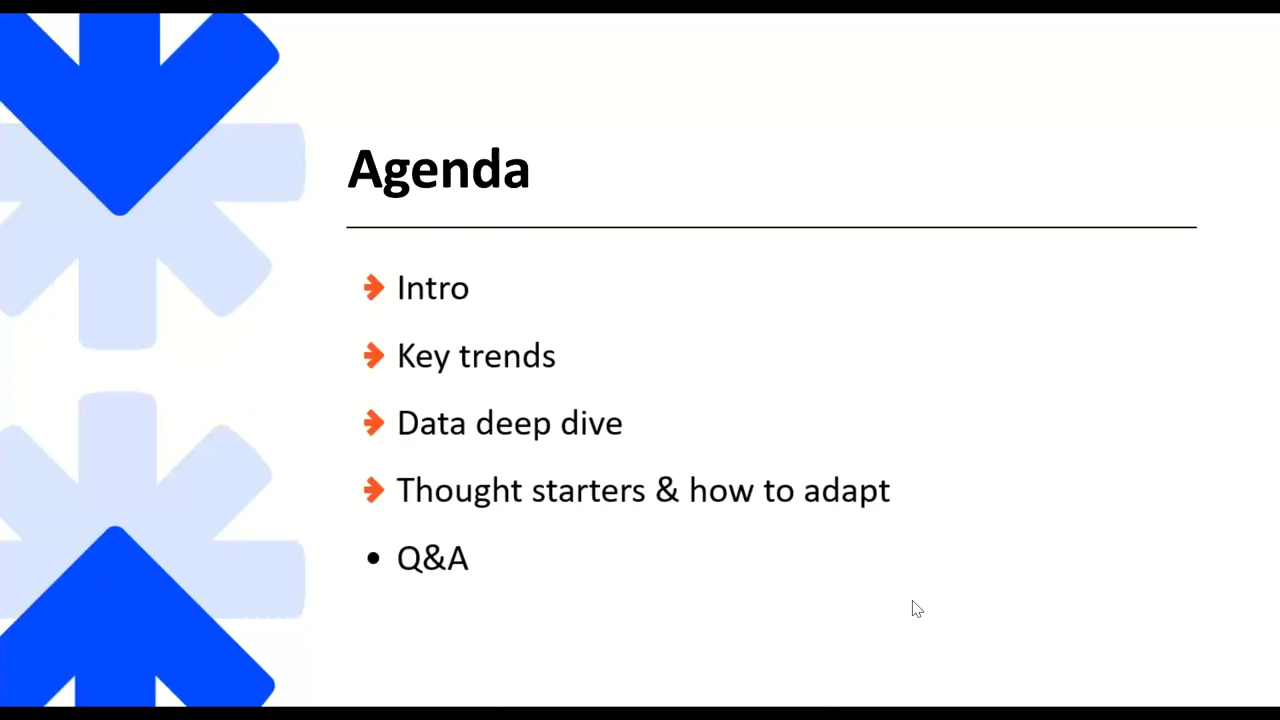 Agenda
Intro
Key trends
Data deep dive
Thought starters & how to adapt
• Q&A